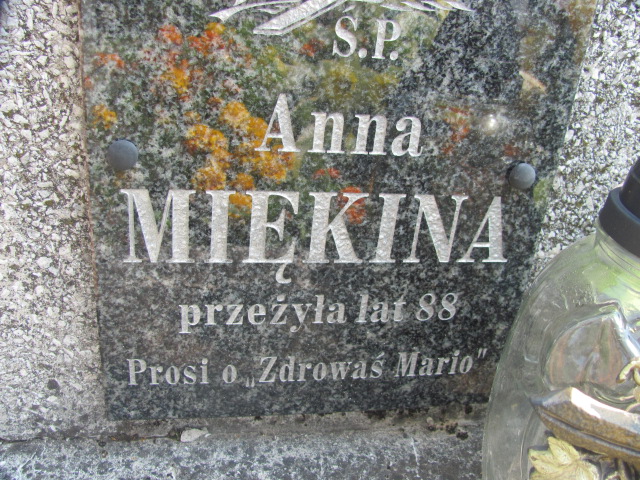 S.P.
Anna
MIĘKINA
przeżyła lat 88
Prosi o „Zdrowaś Mario"